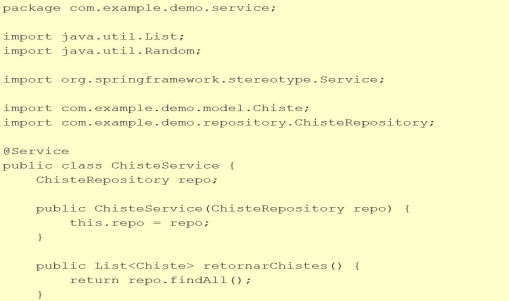 package com.example.demo.service;

import java.util.List;
import java.util.Random;

import org.springframework.stereotype.Service;

import com.example.demo.model.Chiste;
import com.example.demo.repository.ChisteRepository;

@Service
public class ChisteService {
    ChisteRepository repo;

    public ChisteService(ChisteRepository repo) {
        this.repo = repo;
    }

    public List<Chiste> retornarChistes() {
        return repo.findAll();
    }